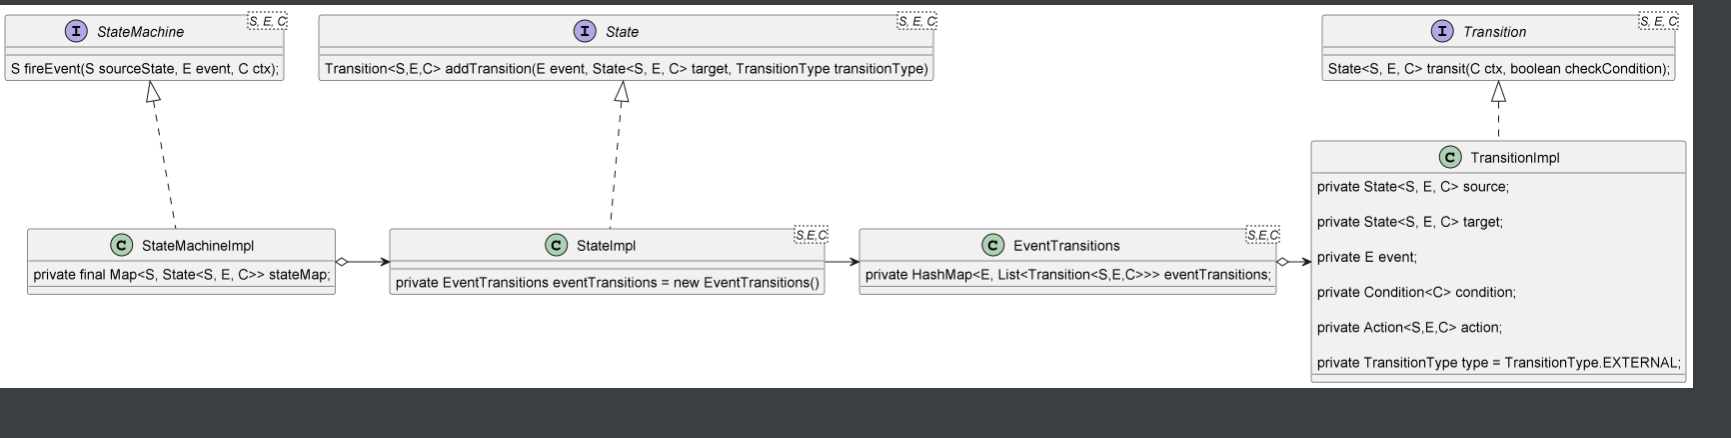 I StateMachine
S, E, C
S fireEvent(S sourceState, E event, C ctx);
I State
S, E, C
Transition<S,E,C> addTransition(E event, State<S, E, C> target, TransitionType transitionType)
I Transition
S, E, C
State<S, E, C> transit(C ctx, boolean checkCondition);
C StateMachineImpl
private final Map<S, State<S, E, C>> stateMap;
C StateImpl
S,E,C
private EventTransitions eventTransitions = new EventTransitions()
C EventTransitions
S,E,C
private HashMap<E, List<Transition<S,E,C>>> eventTransitions;
C TransitionImpl
private State<S, E, C> source;
private State<S, E, C> target;
private E event;
private Condition<C> condition;
private Action<S,E,C> action;
private TransitionType type = TransitionType.EXTERNAL;